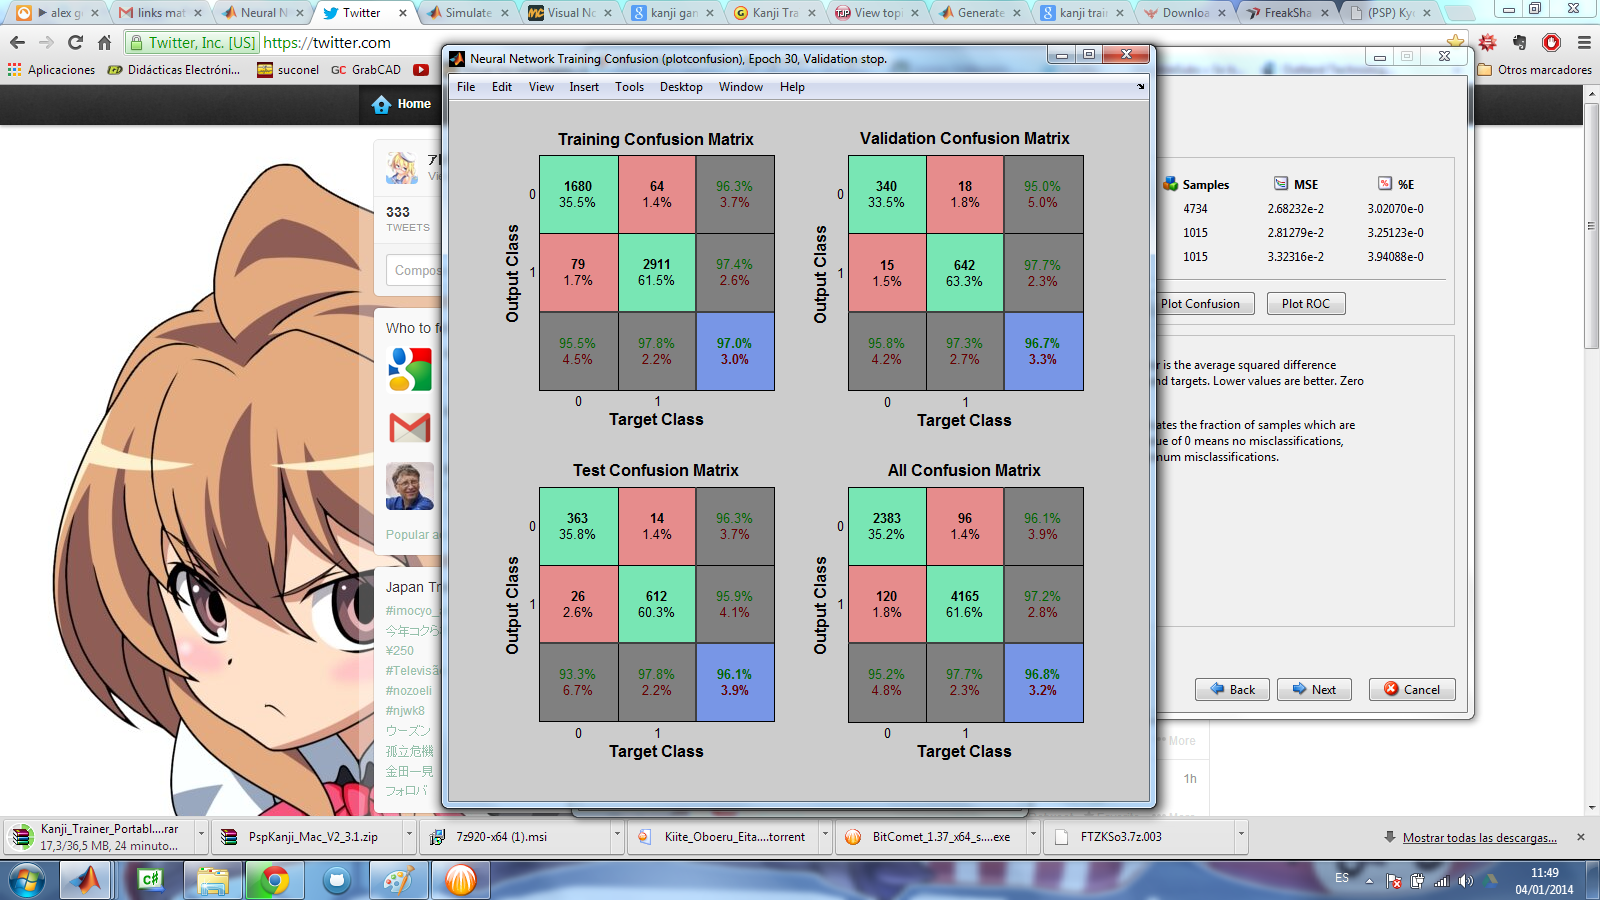 alex g
links mat
Neural N
Twitter
Simulate
Visual No
kanji gan
Kanji Tra
View topi
Generate
kanji trai
Downloa
FreakSha
(PSP) Kyo
Twitter, Inc. [US]
https://twitter.com
Aplicaciones
Didácticas Electróni...
suconel
GC GrabCAD
Otros marcadores
Home
333
TWEETS
Compos
Who to fo
Popular a
Japan Tr
#imocyo_
今年コクら
¥250
#Televisã
#nozoeli
#njwk8
ウーズン
孤立危機
金田一見
フォロバ
Neural Network Training Confusion (plotconfusion), Epoch 30, Validation stop.
File Edit View Insert Tools Desktop Window Help
Training Confusion Matrix
Output Class
0
1680
35.5%
64
1.4%
96.3%
3.7%
1
79
1.7%
2911
61.5%
97.4%
2.6%
95.5%
4.5%
97.8%
2.2%
97.0%
3.0%
0 1
Target Class
Validation Confusion Matrix
Output Class
0
340
33.5%
18
1.8%
95.0%
5.0%
1
15
1.5%
642
63.3%
97.7%
2.3%
95.8%
4.2%
97.3%
2.7%
96.7%
3.3%
0 1
Target Class
Test Confusion Matrix
Output Class
0
363
35.8%
14
1.4%
96.3%
3.7%
1
26
2.6%
612
60.3%
95.9%
4.1%
93.3%
6.7%
97.8%
2.2%
96.1%
3.9%
0 1
Target Class
All Confusion Matrix
Output Class
0
2383
35.2%
96
1.4%
96.1%
3.9%
1
120
1.8%
4165
61.6%
97.2%
2.8%
95.2%
4.8%
97.7%
2.3%
96.8%
3.2%
0 1
Target Class
Samples MSE %E
4734 2.68232e-2 3.02070e-0
1015 2.81279e-2 3.25123e-0
1015 3.32316e-2 3.94088e-0
Plot Confusion
Plot ROC
r is the average squared difference
nd targets. Lower values are better. Zero
ates the fraction of samples which are
ue of 0 means no misclassifications,
mum misclassifications.
Back
Next
Cancel
More
1h
Kanji_Trainer_Portabl....rar
17,3/36,5 MB, 24 minuto...
PspKanji_Mac_V2_3.1.zip
7z920-x64 (1).msi
Kiite_Oboeru_Eita....torrent
BitComet_1.37_x64_s....exe
FTZKSo3.7z.003
Mostrar todas las descargas...
ES
11:49
04/01/2014